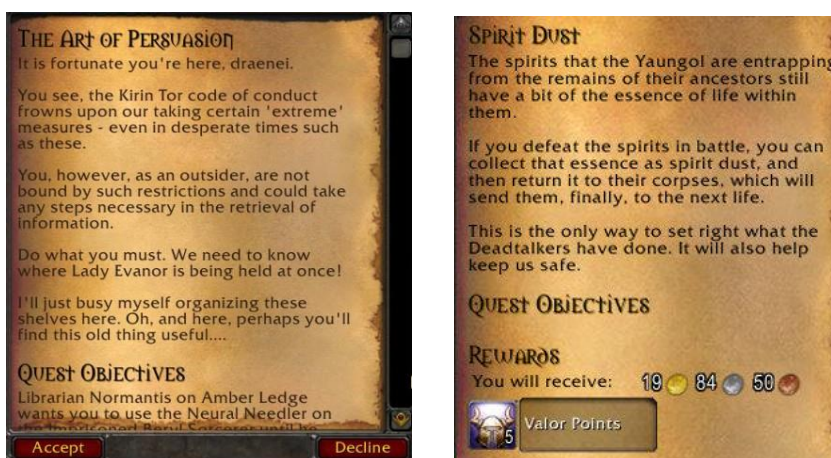 The Art of Persuasion
It is fortunate you're here, draenei.
You see, the Kirin Tor code of conduct
frowns upon our taking certain 'extreme'
measures - even in desperate times such
as these.
You, however, as an outsider, are not
bound by such restrictions and could take
any steps necessary in the retrieval of
information.
Do what you must. We need to know
where Lady Evanor is being held at once!
I'll just busy myself organizing these
shelves here. Oh, and here, perhaps you'll
find this old thing useful....
Quest Objectives
Librarian Normantis on Amber Ledge
wants you to use the Neural Needler on
the Imprisoned Beryl Sorcerer until he
Accept
Decline
Spirit Dust
The spirits that the Yaungol are entrapping
from the remains of their ancestors still
have a bit of the essence of life within
them.
If you defeat the spirits in battle, you can
collect that essence as spirit dust, and
then return it to their corpses, which will
send them, finally, to the next life.
This is the only way to set right what the
Deadtalkers have done. It will also help
keep us safe.
Quest Objectives
Rewards
You will receive: 19 84 50
5 Valor Points